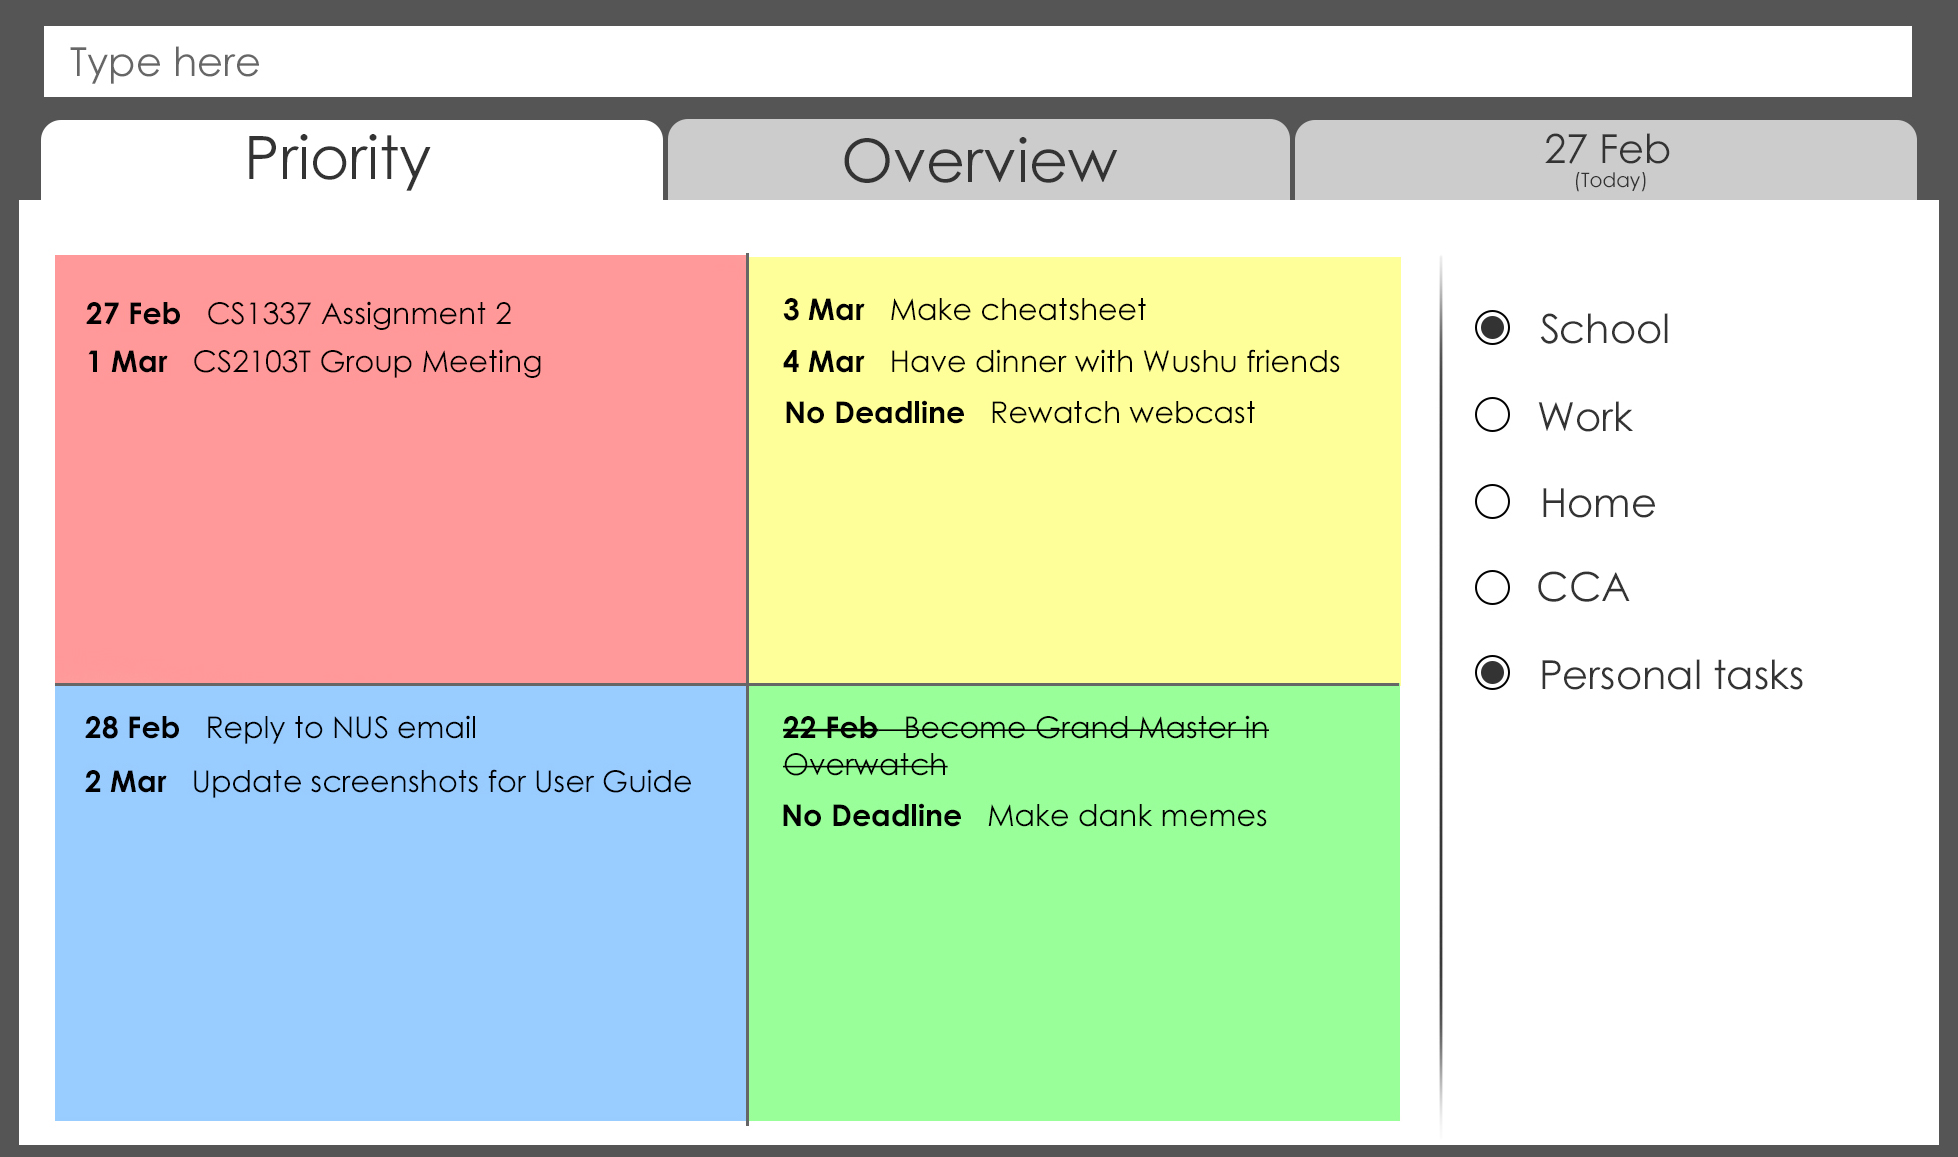 Type here
Priority
Overview
27 Feb
(Today)
27 Feb CS1337 Assignment 2
1 Mar CS2103T Group Meeting
3 Mar Make cheatsheet
4 Mar Have dinner with Wushu friends
No Deadline Rewatch webcast
28 Feb Reply to NUS email
2 Mar Update screenshots for User Guide
22 Feb Become Grand Master in
Overwatch
No Deadline Make dank memes
School
Work
Home
CCA
Personal tasks